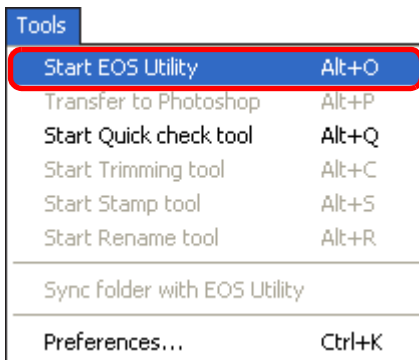 Tools
Start EOS Utility Alt+O
Transfer to Photoshop Alt+P
Start Quick check tool Alt+Q
Start Trimming tool Alt+C
Start Stamp tool Alt+S
Start Rename tool Alt+R
Sync folder with EOS Utility
Preferences... Ctrl+K